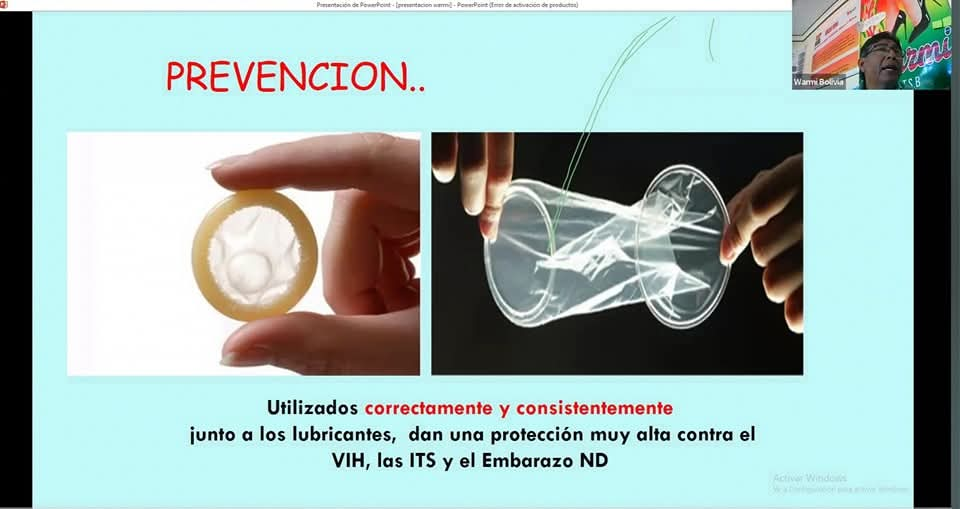 Presentación de PowerPoint - [presentacion warmi] - PowerPoint (Error de activación de productos)
PREVENCION..
Warmi Bolivia
Utilizados correctamente y consistentemente
junto a los lubricantes, dan una protección muy alta contra el
VIH, las ITS y el Embarazo ND
Activar Windows
Ve a Configuración para activar Windows.